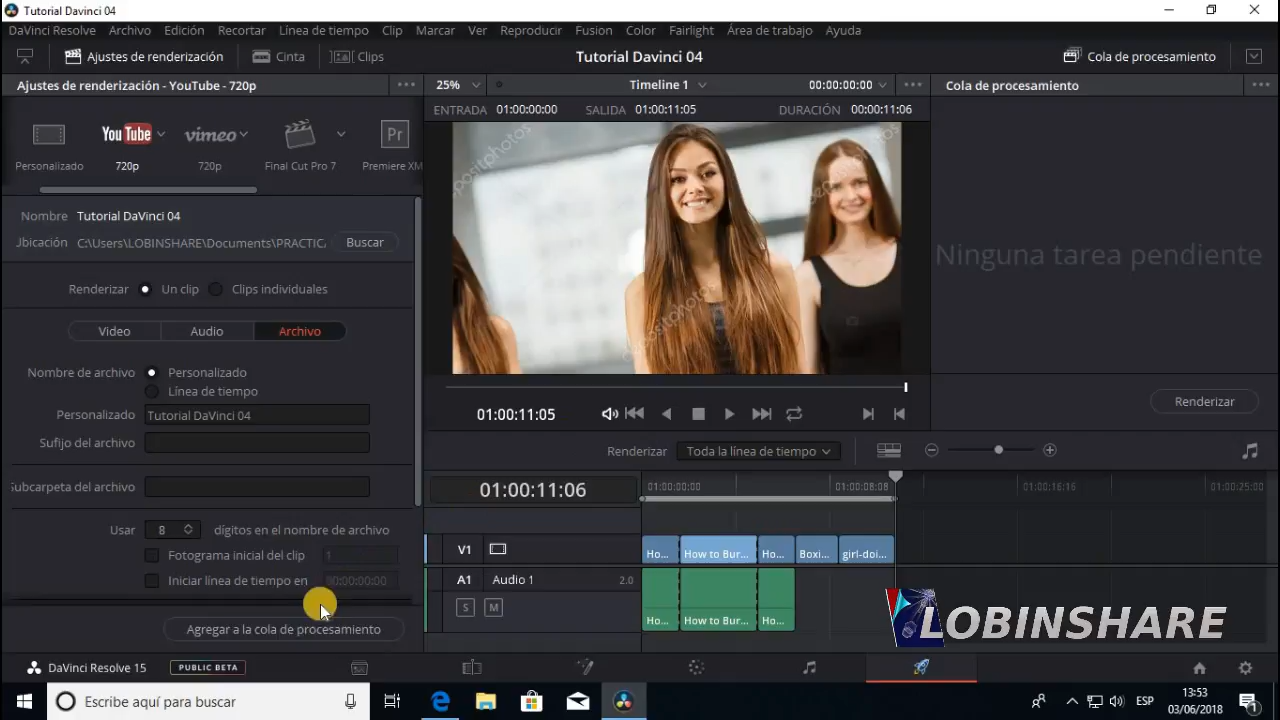 Tutorial Davinci 04
DaVinci Resolve Archivo Edición Recortar Línea de tiempo Clip Marcar Ver Reproducir Fusion Color Fairlight Área de trabajo Ayuda
Ajustes de renderización Cinta Clips Tutorial Davinci 04 Cola de procesamiento
Ajustes de renderización - YouTube - 720p 25% Timeline 1 00:00:00:00 Cola de procesamiento
ENTRADA 01:00:00:00 SALIDA 01:00:11:05 DURACIÓN 00:00:11:06
You Tube vimeo Pr
Personalizado 720p 720p Final Cut Pro 7 Premiere XM
depositphotos
Nombre Tutorial DaVinci 04
Jbicación C:\Users\LOBINSHARE\Documents\PRACTICA Buscar
Ninguna tarea pendiente
Renderizar Un clip Clips individuales
Video Audio Archivo
Nombre de archivo Personalizado
Línea de tiempo
Personalizado Tutorial DaVinci 04
01:00:11:05
Renderizar
Sufijo del archivo
Renderizar Toda la línea de tiempo
Subcarpeta del archivo
01:00:11:06 01:00:00:00 01:00:08:08 01:00:16:16 01:00:25:00
Usar 8 dígitos en el nombre de archivo
Fotograma inicial del clip 1
V1 Ho... How to Bur... Ho... Boxi... girl-doi...
Iniciar línea de tiempo en 00:00:00:00
A1 Audio 1 2.0
S M
Ho... How to Bur... Ho...
LOBINSHARE
Agregar a la cola de procesamiento
DaVinci Resolve 15 PUBLIC BETA
Escribe aquí para buscar
ESP
13:53
03/06/2018
1